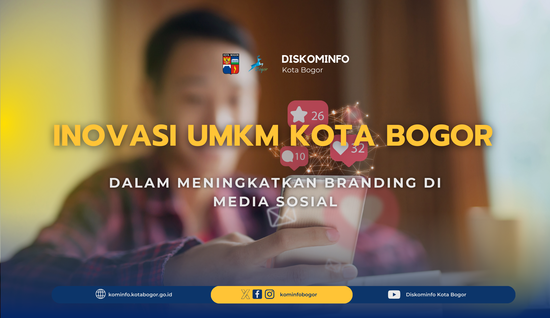 DISKOMINFO
Kota Bogor
26
INOVASI UMKM KOTA BOGOR
10
32
DALAM MENINGKATKAN BRANDING DI
MEDIA SOSIAL
kominfo.kotabogor.go.id
kominfobogor
Diskominfo Kota Bogor